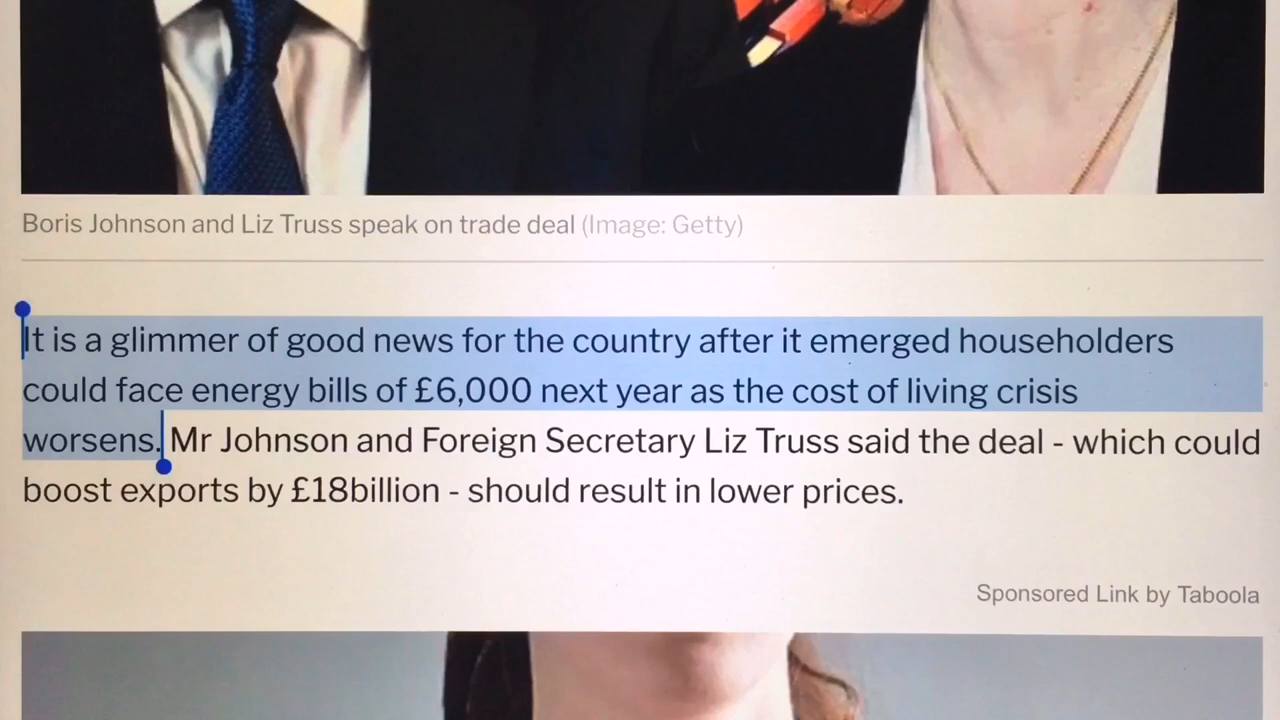 Boris Johnson and Liz Truss speak on trade deal (Image: Getty)
It is a glimmer of good news for the country after it emerged householders
could face energy bills of £6,000 next year as the cost of living crisis
worsens. Mr Johnson and Foreign Secretary Liz Truss said the deal - which could
boost exports by £18billion - should result in lower prices.
Sponsored Link by Taboola